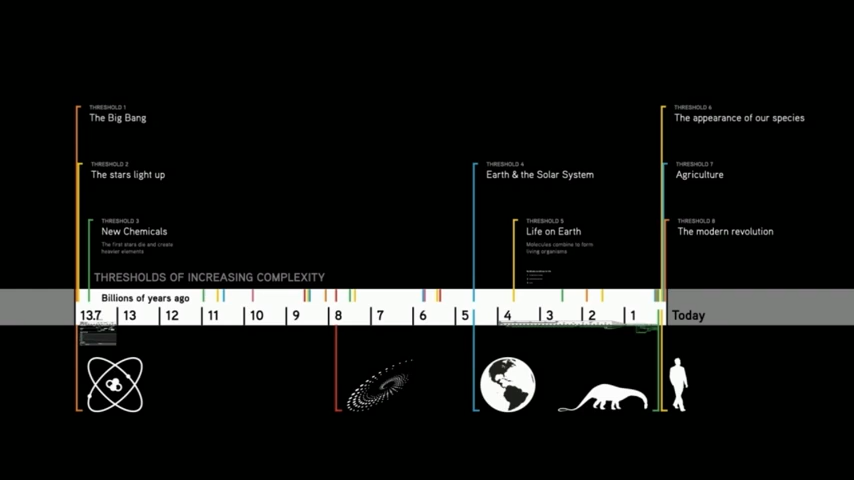 THRESHOLD 1
The Big Bang
THRESHOLD 2
The stars light up
THRESHOLD 3
New Chemicals
The first stars die and create
heavier elements
THRESHOLD 4
Earth & the Solar System
THRESHOLD 5
Life on Earth
Molecules combine to form
living organisms
THRESHOLD 6
The appearance of our species
THRESHOLD 7
Agriculture
THRESHOLD 8
The modern revolution
THRESHOLDS OF INCREASING COMPLEXITY
Billions of years ago
13.7 13 12 11 10 9 8 7 6 5 4 3 2 1 Today